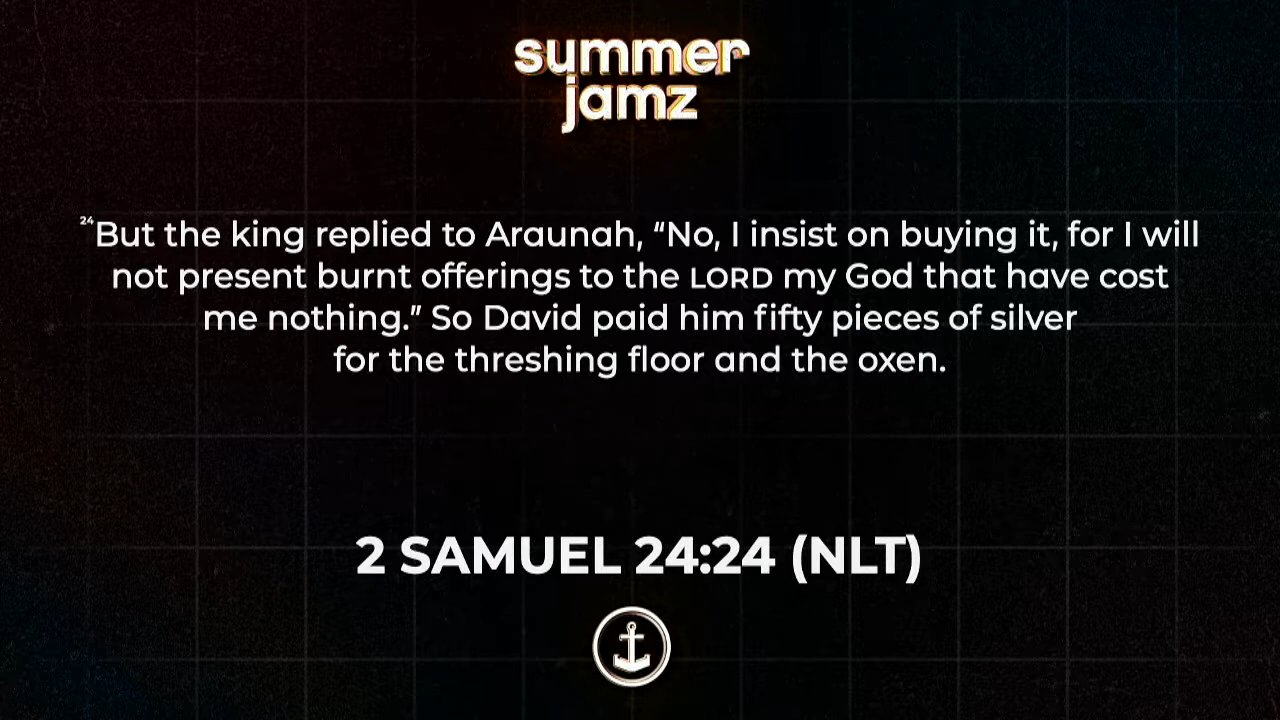 summer
jamz
24But the king replied to Araunah, “No, I insist on buying it, for I will
not present burnt offerings to the LORD my God that have cost
me nothing.” So David paid him fifty pieces of silver
for the threshing floor and the oxen.
2 SAMUEL 24:24 (NLT)